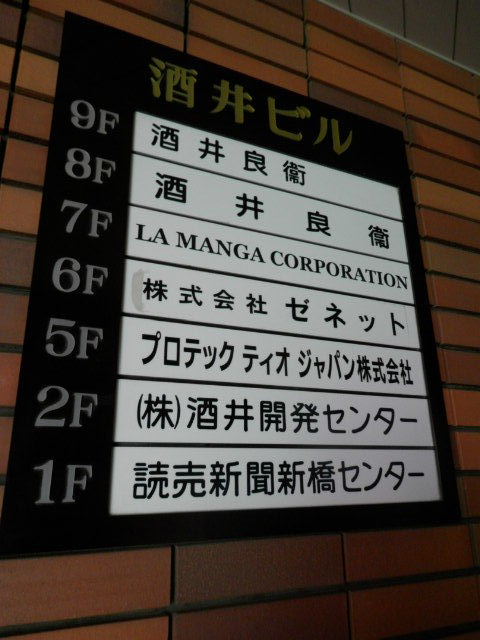 酒井ビル
9F 酒井良衞
8F 酒井良衞
7F LA MANGA CORPORATION
6F 株式会社 ゼネット
5F プロテック ティオ ジャパン株式会社
2F (株)酒井開発センター
1F 読売新聞新橋センター